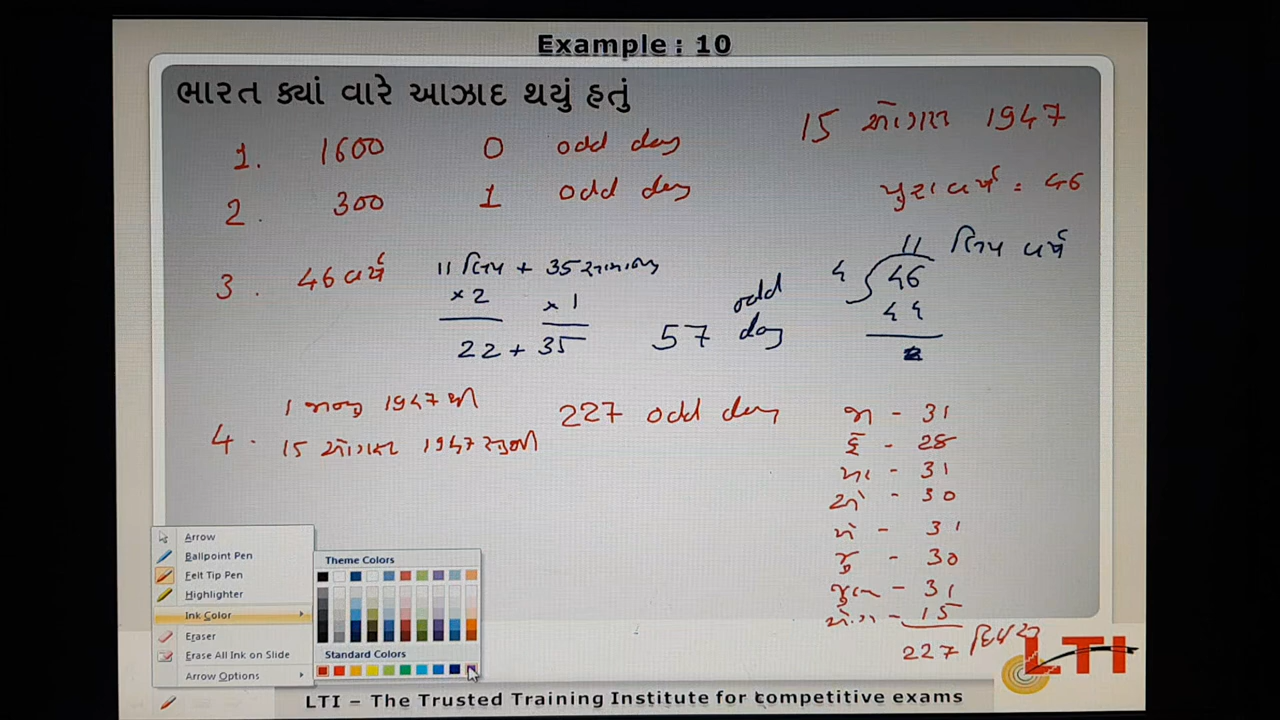 Example : 10
ભારત ક્યાં વારે આઝાદ થયું હતું
15 ઓગસ્ટ 1947
1. 1600 0 odd day
2. 300 1 odd day
પુરા વર્ષ = 46
3. 46 વર્ષ 11 લિપ + 35 સામાન્ય
× 2 × 1
22 + 35 57 odd day
11 લિપ વર્ષ
4 46
44
2
4. 1 જાન્યુ 1947 થી
15 ઓગસ્ટ 1947 સુધી
227 odd day
જા - 31
ફે - 28
મા - 31
એ - 30
મે - 31
જુ - 30
જુલા - 31
ઓગ - 15
227 દિવસ
Arrow
Ballpoint Pen
Felt Tip Pen
Highlighter
Ink Color
Eraser
Erase All Ink on Slide
Arrow Options
Theme Colors
Standard Colors
LTI
LTI – The Trusted Training Institute for competitive exams